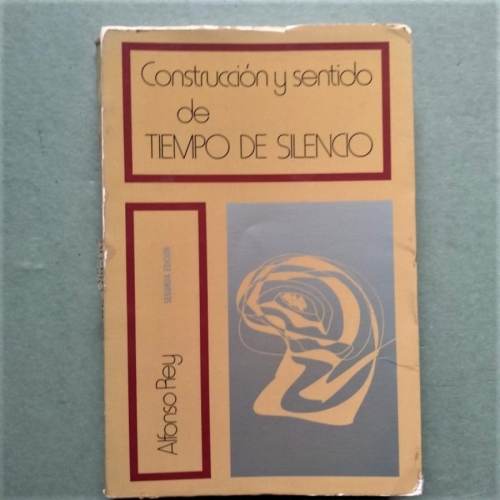 Construcción y sentido
de
TIEMPO DE SILENCIO
Alfonso Rey
SEGUNDA EDICIÓN